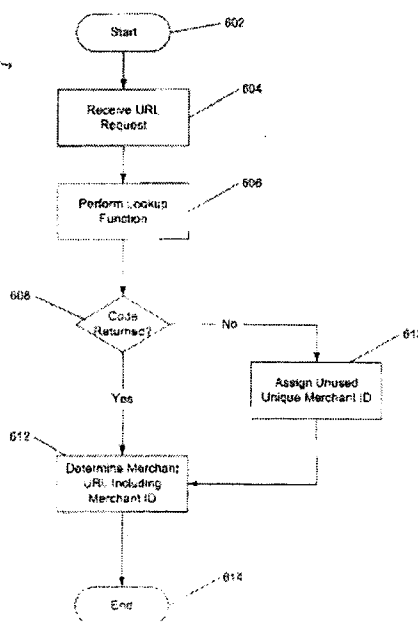 Start
602
Receive URL
Request
604
Perform Lookup
Function
606
608
Code
Returned?
No
Assign Unused
Unique Merchant ID
Yes
612
Determine Merchant
URL Including
Merchant ID
End
614